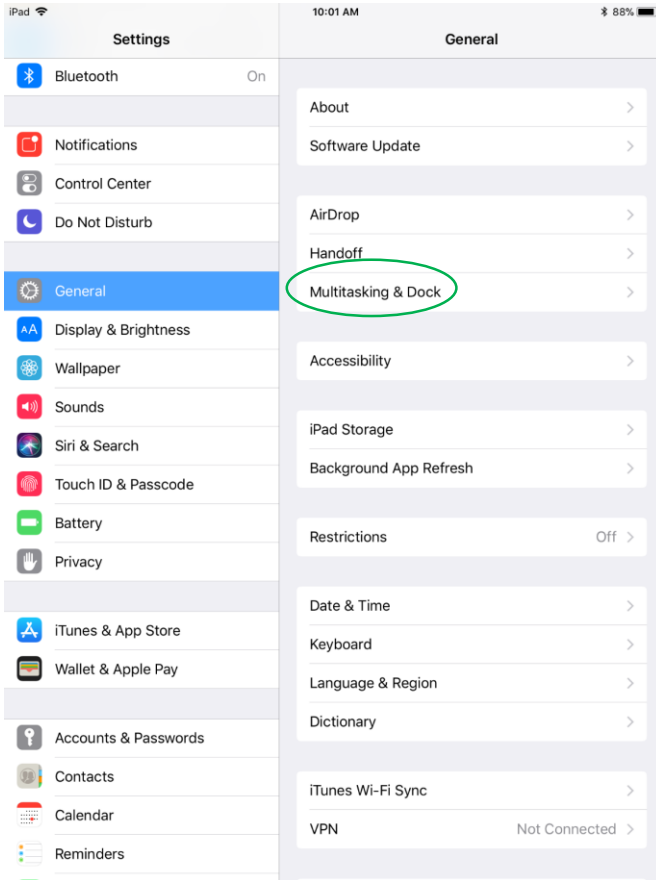 iPad 10:01 AM 88%
Settings
Bluetooth On
Notifications
Control Center
Do Not Disturb
General
AA Display & Brightness
Wallpaper
Sounds
Siri & Search
Touch ID & Passcode
Battery
Privacy
iTunes & App Store
Wallet & Apple Pay
Accounts & Passwords
Contacts
Calendar
Reminders
General
About
Software Update
AirDrop
Handoff
Multitasking & Dock
Accessibility
iPad Storage
Background App Refresh
Restrictions Off
Date & Time
Keyboard
Language & Region
Dictionary
iTunes Wi-Fi Sync
VPN Not Connected